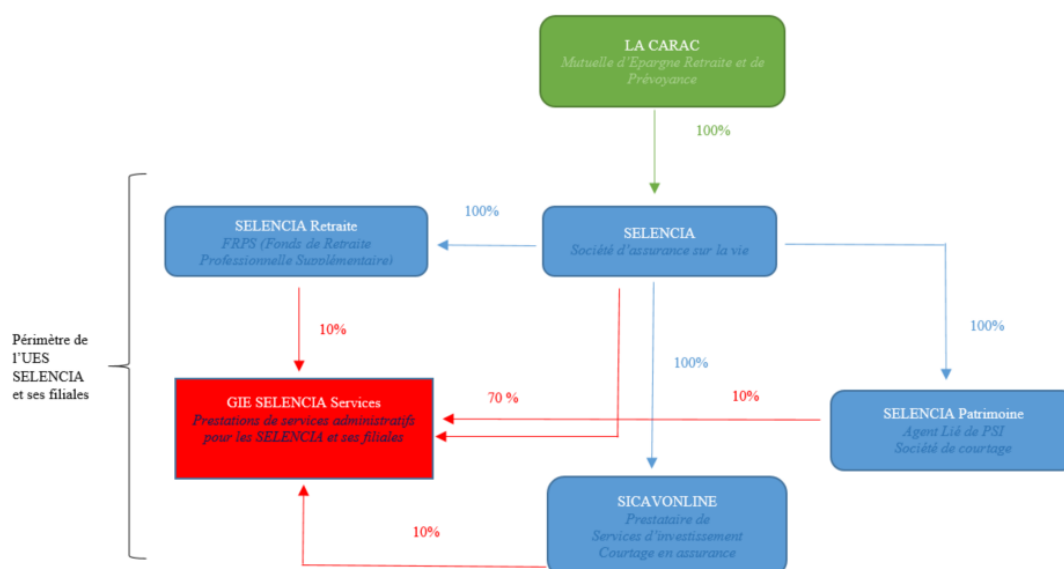 LA CARAC
Mutuelle d'Epargne Retraite et de
Prévoyance
100%
SELENCIA Retraite
FRPS (Fonds de Retraite
Professionnelle Supplémentaire)
100%
SELENCIA
Société d'assurance sur la vie
10%
100%
100%
Périmètre de
l'UES
SELENCIA
et ses filiales
GIE SELENCIA Services
Prestations de services administratifs
pour les SELENCIA et ses filiales
70 %
10%
SELENCIA Patrimoine
Agent Lié de PSI
Société de courtage
SICAVONLINE
Prestataire de
Services d'investissement
Courtage en assurance
10%